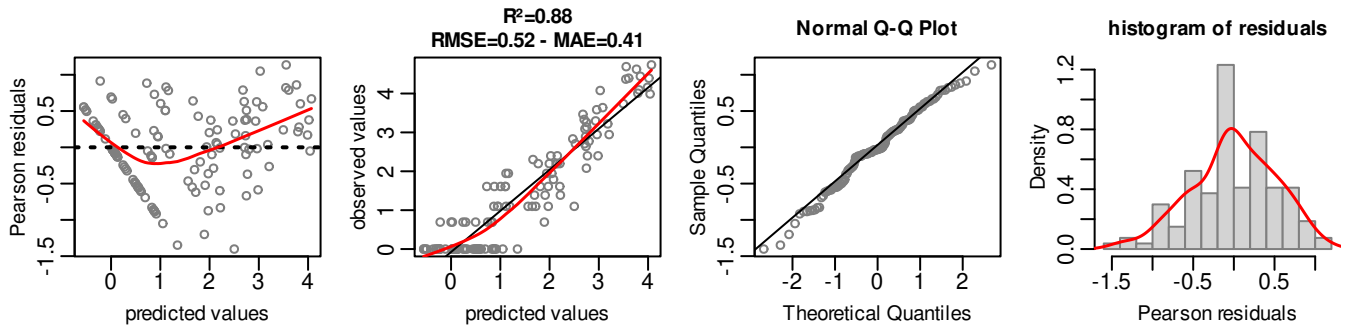 Pearson residuals
-1.5
-0.5
0.5
0
1
2
3
4
predicted values
R²=0.88
RMSE=0.52 - MAE=0.41
observed values
0
1
2
3
4
0
1
2
3
4
predicted values
Normal Q-Q Plot
Sample Quantiles
-1.5
-0.5
0.5
-2
-1
0
1
2
Theoretical Quantiles
histogram of residuals
Density
0.0
0.4
0.8
1.2
-1.5
-0.5
0.5
Pearson residuals